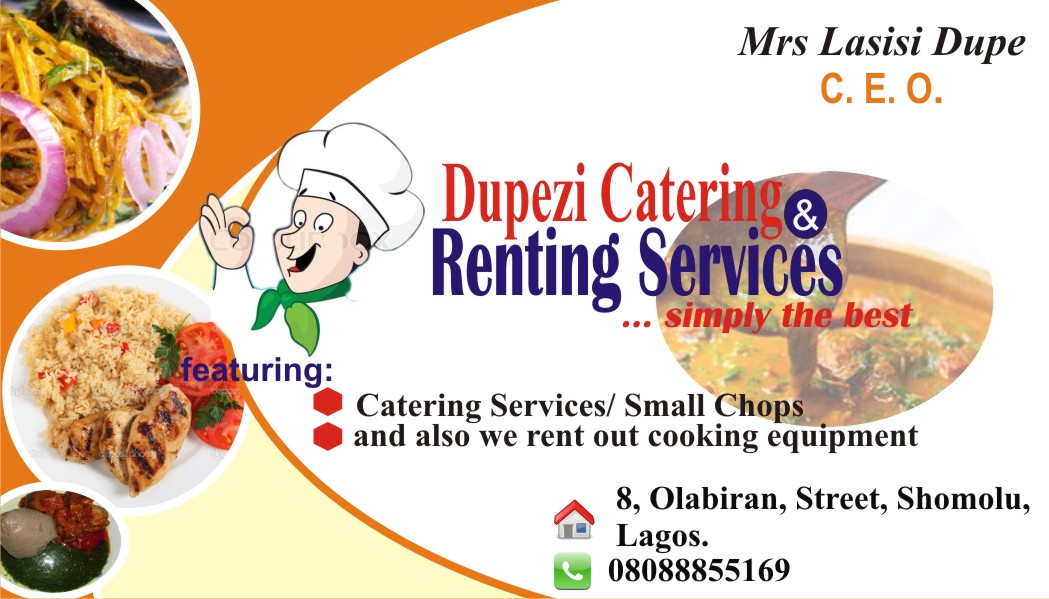 Mrs Lasisi Dupe
C. E. O.
Dupezi Catering &
Renting Services
... simply the best
featuring:
Catering Services/ Small Chops
and also we rent out cooking equipment
8, Olabiran, Street, Shomolu,
Lagos.
08088855169